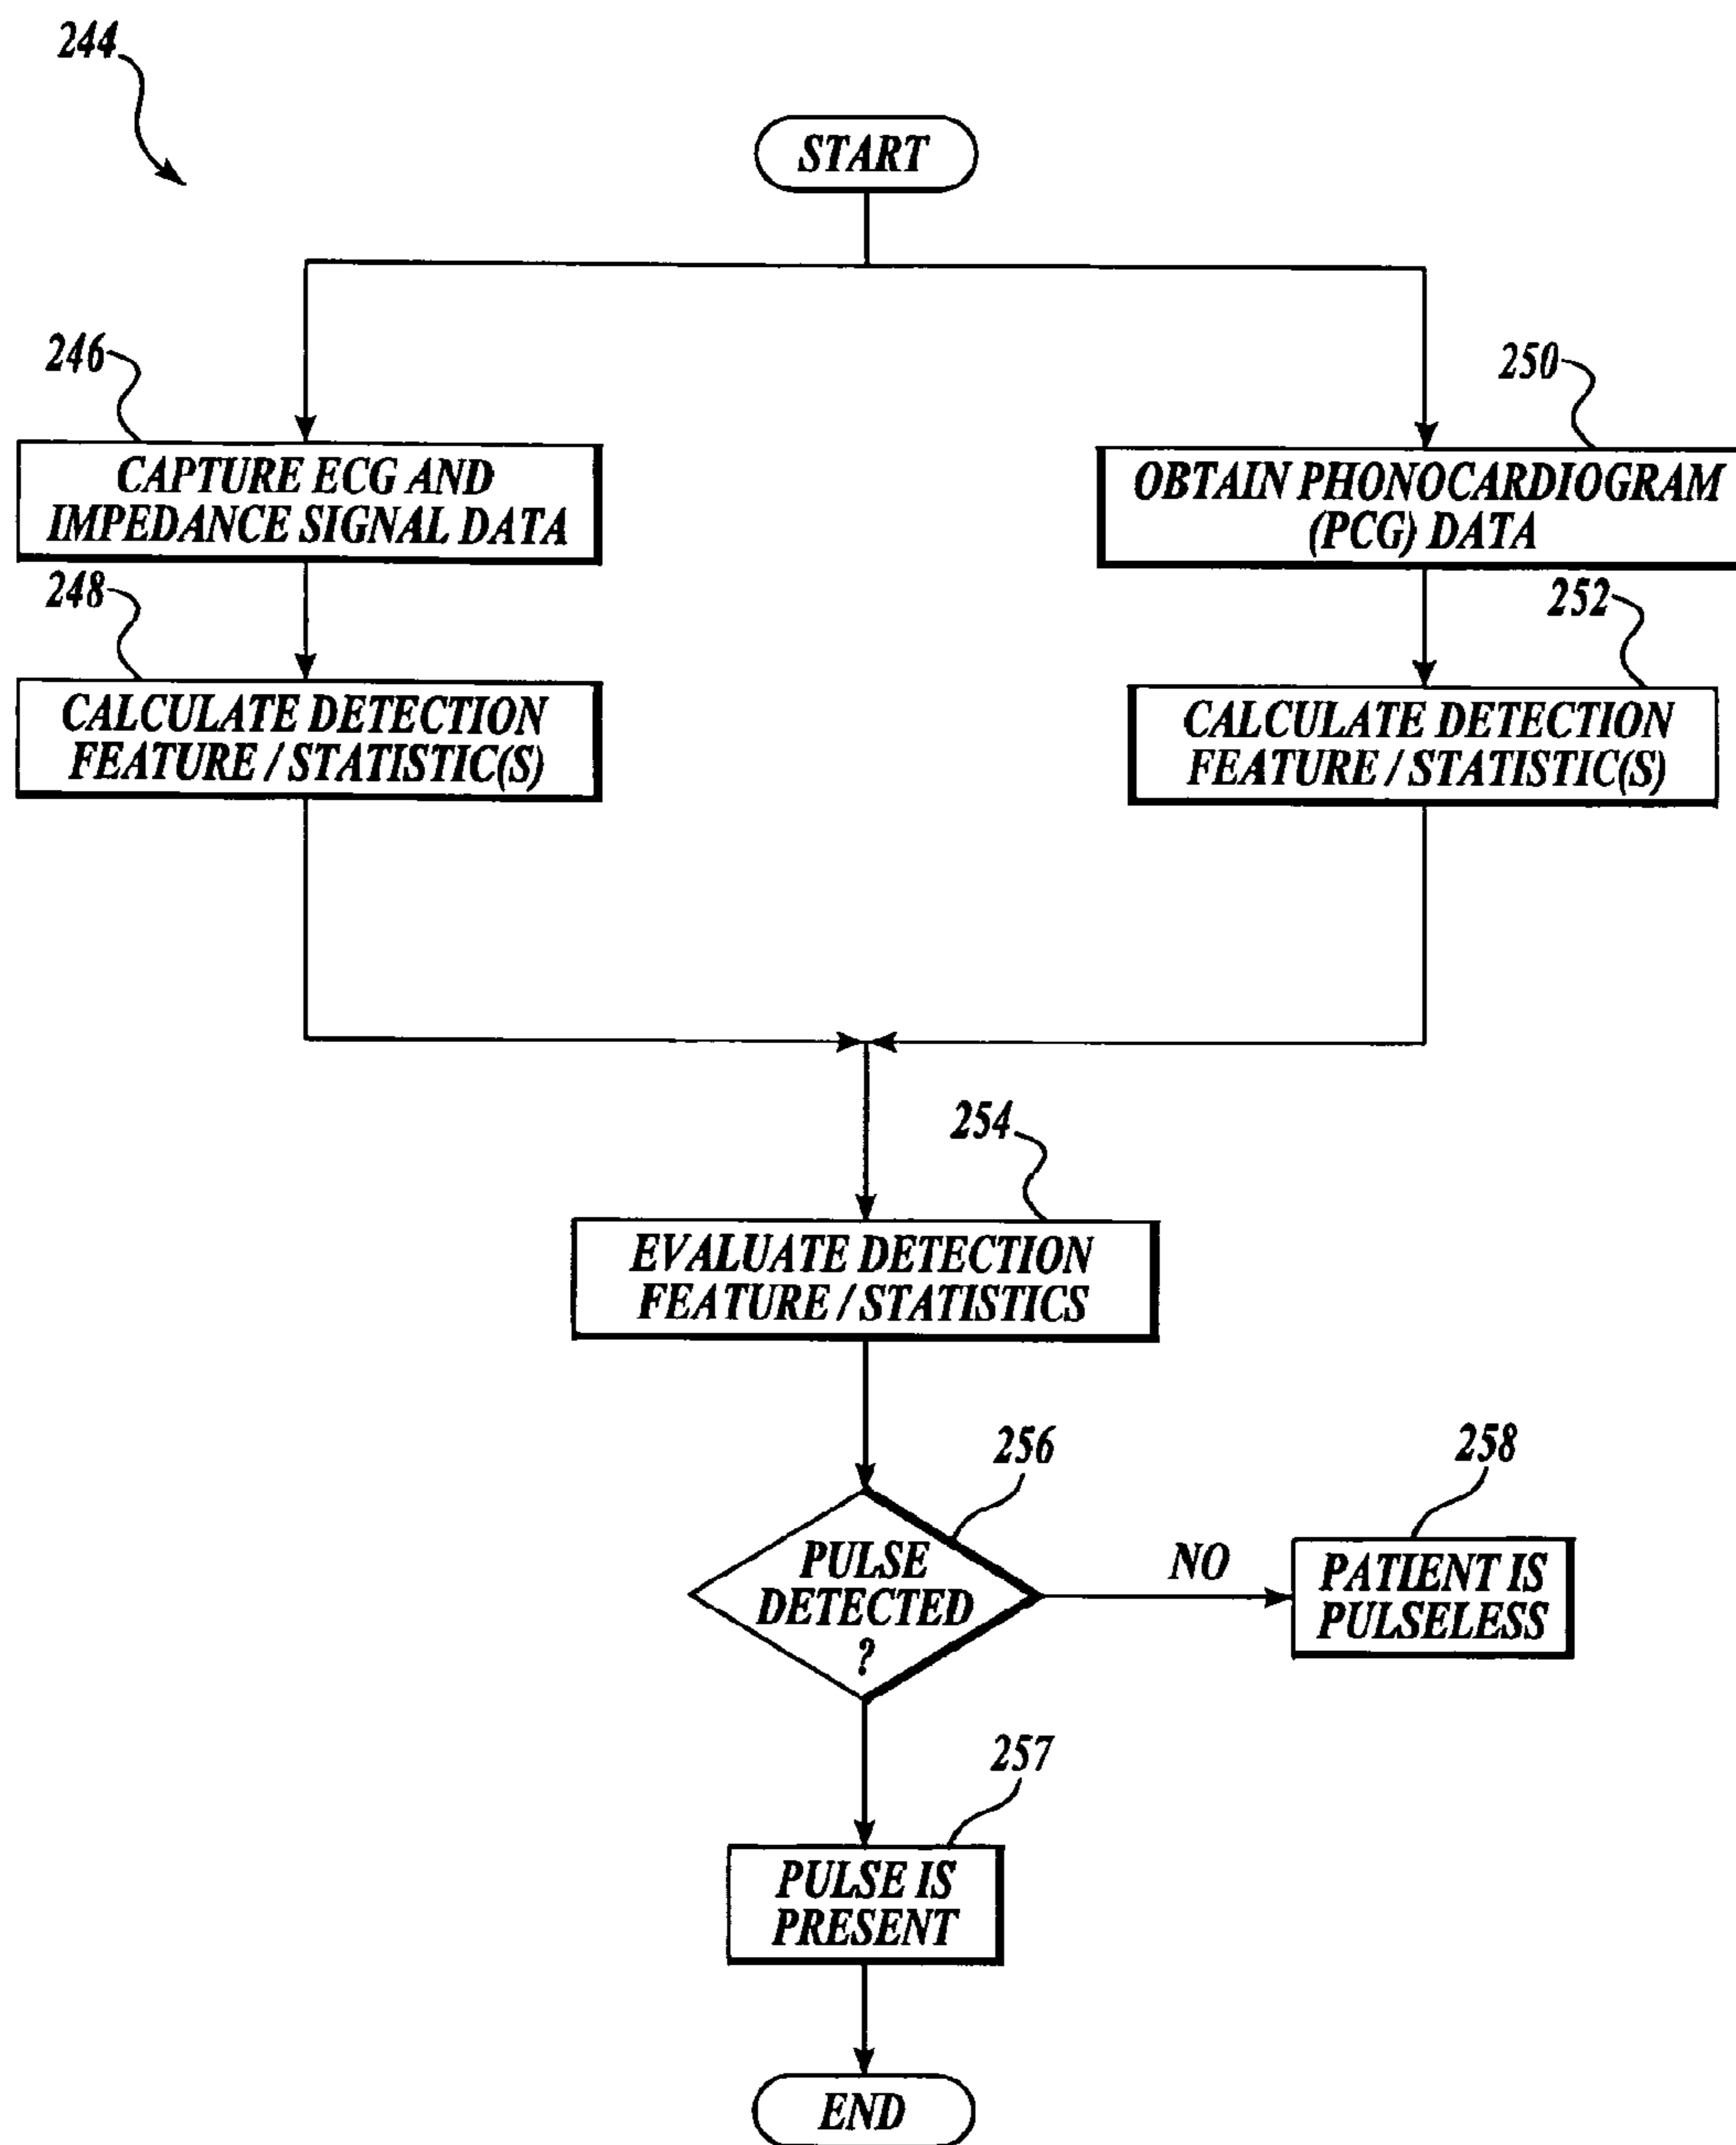 244
START
246
CAPTURE ECG AND
IMPEDANCE SIGNAL DATA
250
OBTAIN PHONOCARDIOGRAM
(PCG) DATA
248
CALCULATE DETECTION
FEATURE / STATISTIC(S)
252
CALCULATE DETECTION
FEATURE / STATISTIC(S)
254
EVALUATE DETECTION
FEATURE / STATISTICS
256
PULSE
DETECTED
?
NO
258
PATIENT IS
PULSELESS
257
PULSE IS
PRESENT
END